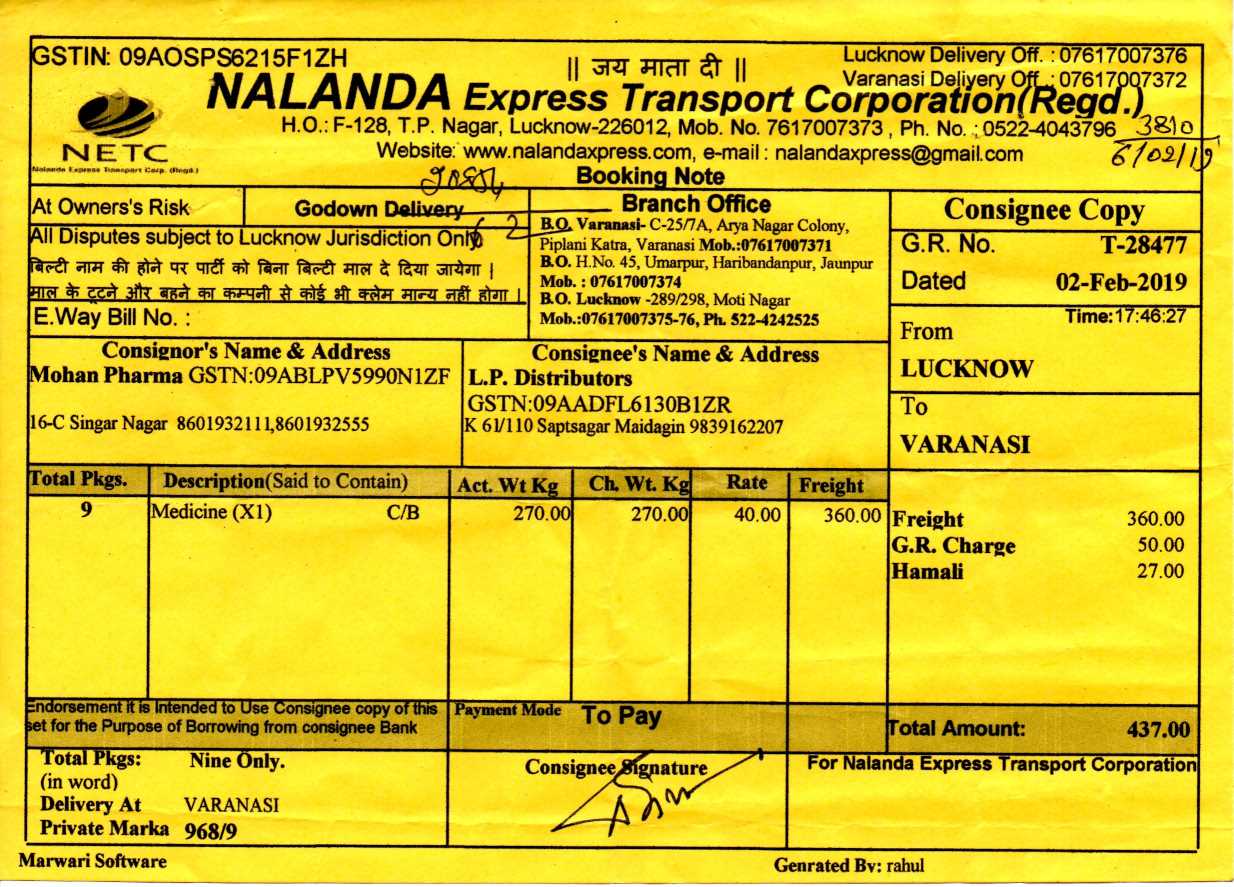 GSTIN: 09AOSPS6215F1ZH
|| जय माता दी ||
Lucknow Delivery Off. : 07617007376
Varanasi Delivery Off. : 07617007372
NALANDA Express Transport Corporation(Regd.)
NETC
Nalanda Express Transport Corp. (Regd.)
H.O.: F-128, T.P. Nagar, Lucknow-226012, Mob. No. 7617007373 , Ph. No. : 0522-4043796
3810
6/02/19
Website: www.nalandaxpress.com, e-mail : nalandaxpress@gmail.com
Booking Note
At Owners's Risk
Godown Delivery
All Disputes subject to Lucknow Jurisdiction Only
बिल्टी नाम की होने पर पार्टी को बिना बिल्टी माल दे दिया जायेगा |
माल के टूटने और बहने का कम्पनी से कोई भी क्लेम मान्य नहीं होगा |
E.Way Bill No. :
Branch Office
B.O. Varanasi- C-25/7A, Arya Nagar Colony,
Piplani Katra, Varanasi Mob.:07617007371
B.O. H.No. 45, Umarpur, Haribandanpur, Jaunpur
Mob. : 07617007374
B.O. Lucknow -289/298, Moti Nagar
Mob.:07617007375-76, Ph. 522-4242525
Consignee Copy
G.R. No. T-28477
Dated 02-Feb-2019
Time: 17:46:27
From
LUCKNOW
To
VARANASI
Consignor's Name & Address
Mohan Pharma GSTN:09ABLPV5990N1ZF
16-C Singar Nagar 8601932111,8601932555
Consignee's Name & Address
L.P. Distributors
GSTN:09AADFL6130B1ZR
K 61/110 Saptsagar Maidagin 9839162207
Total Pkgs. Description(Said to Contain) Act. Wt Kg Ch. Wt. Kg Rate Freight
9 Medicine (X1) C/B 270.00 270.00 40.00 360.00
Freight 360.00
G.R. Charge 50.00
Hamali 27.00
Endorsement It is Intended to Use Consignee copy of this
set for the Purpose of Borrowing from consignee Bank
Payment Mode To Pay
Total Amount: 437.00
Total Pkgs: Nine Only.
(in word)
Delivery At VARANASI
Private Marka 968/9
Consignee Signature
For Nalanda Express Transport Corporation
Marwari Software
Genrated By: rahul